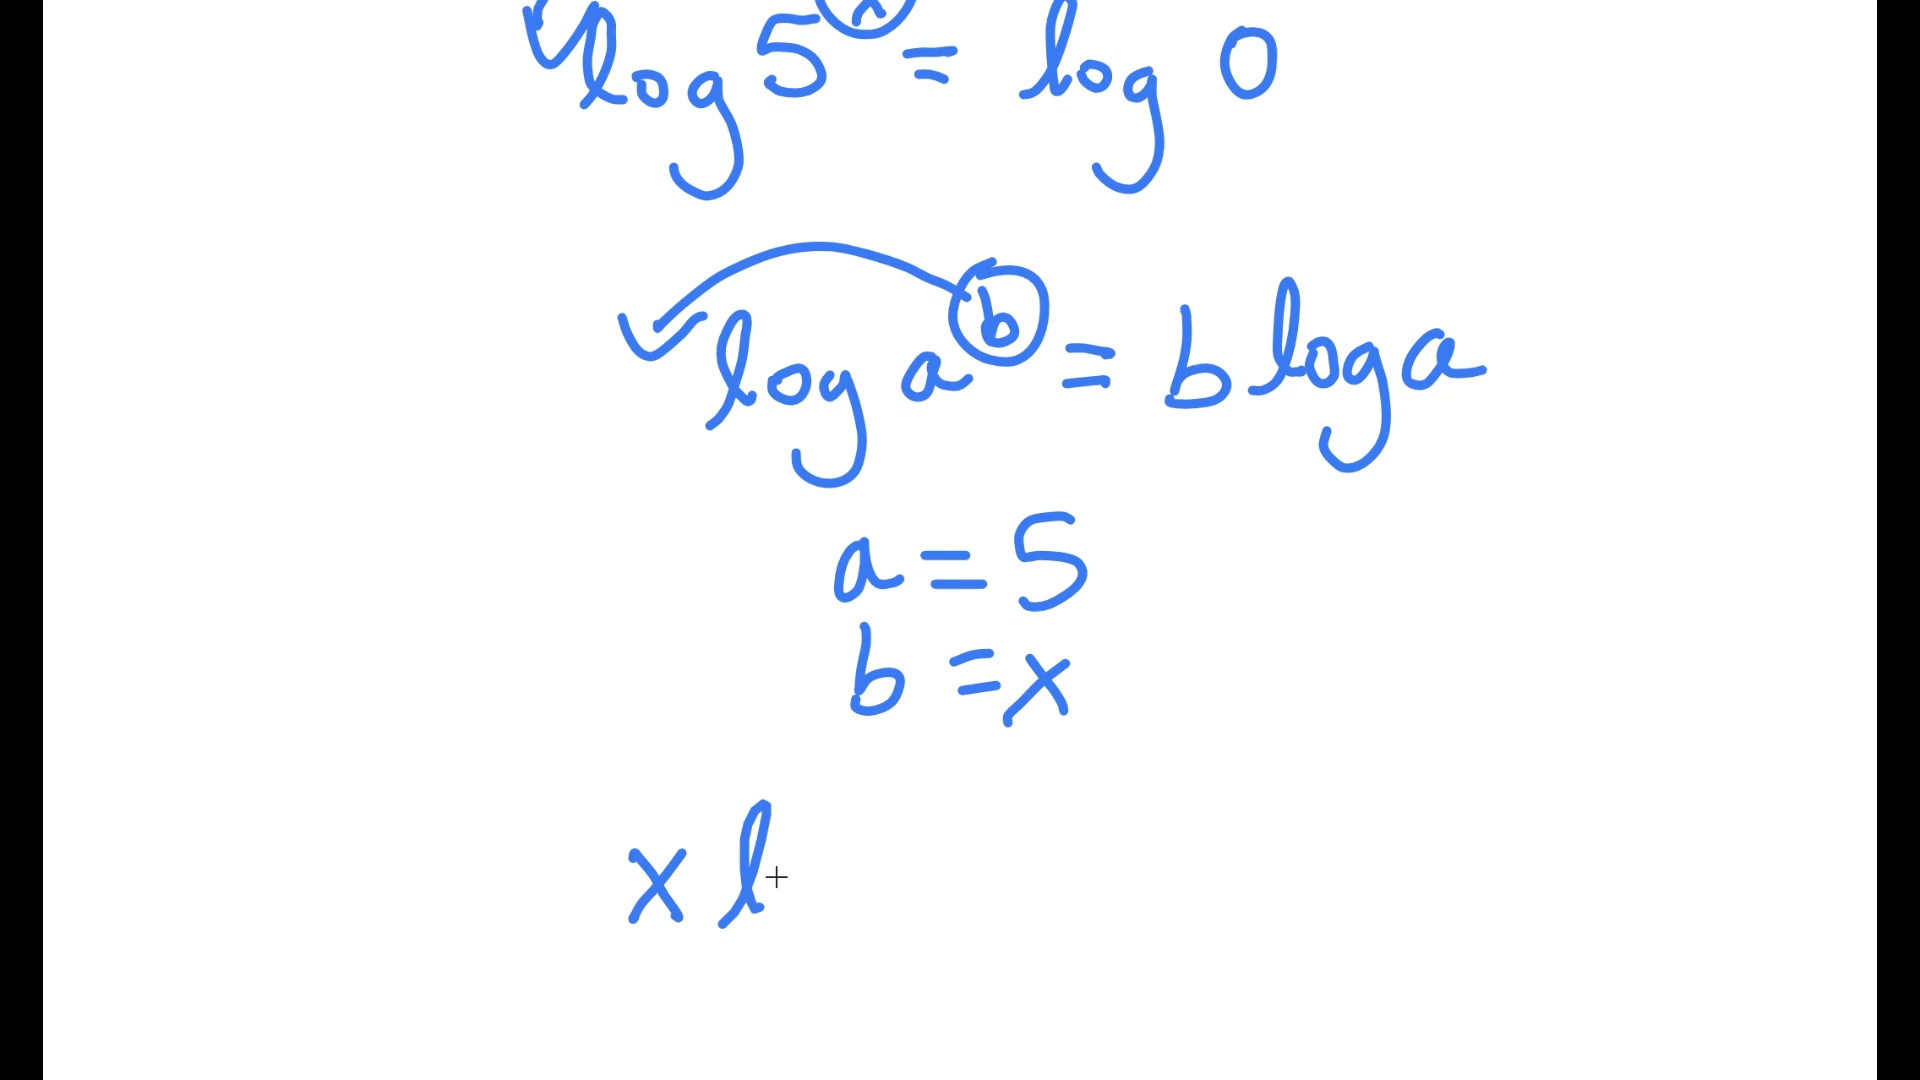 log 5^x = log 0
log a^b = b log a
a = 5
b = x
x l